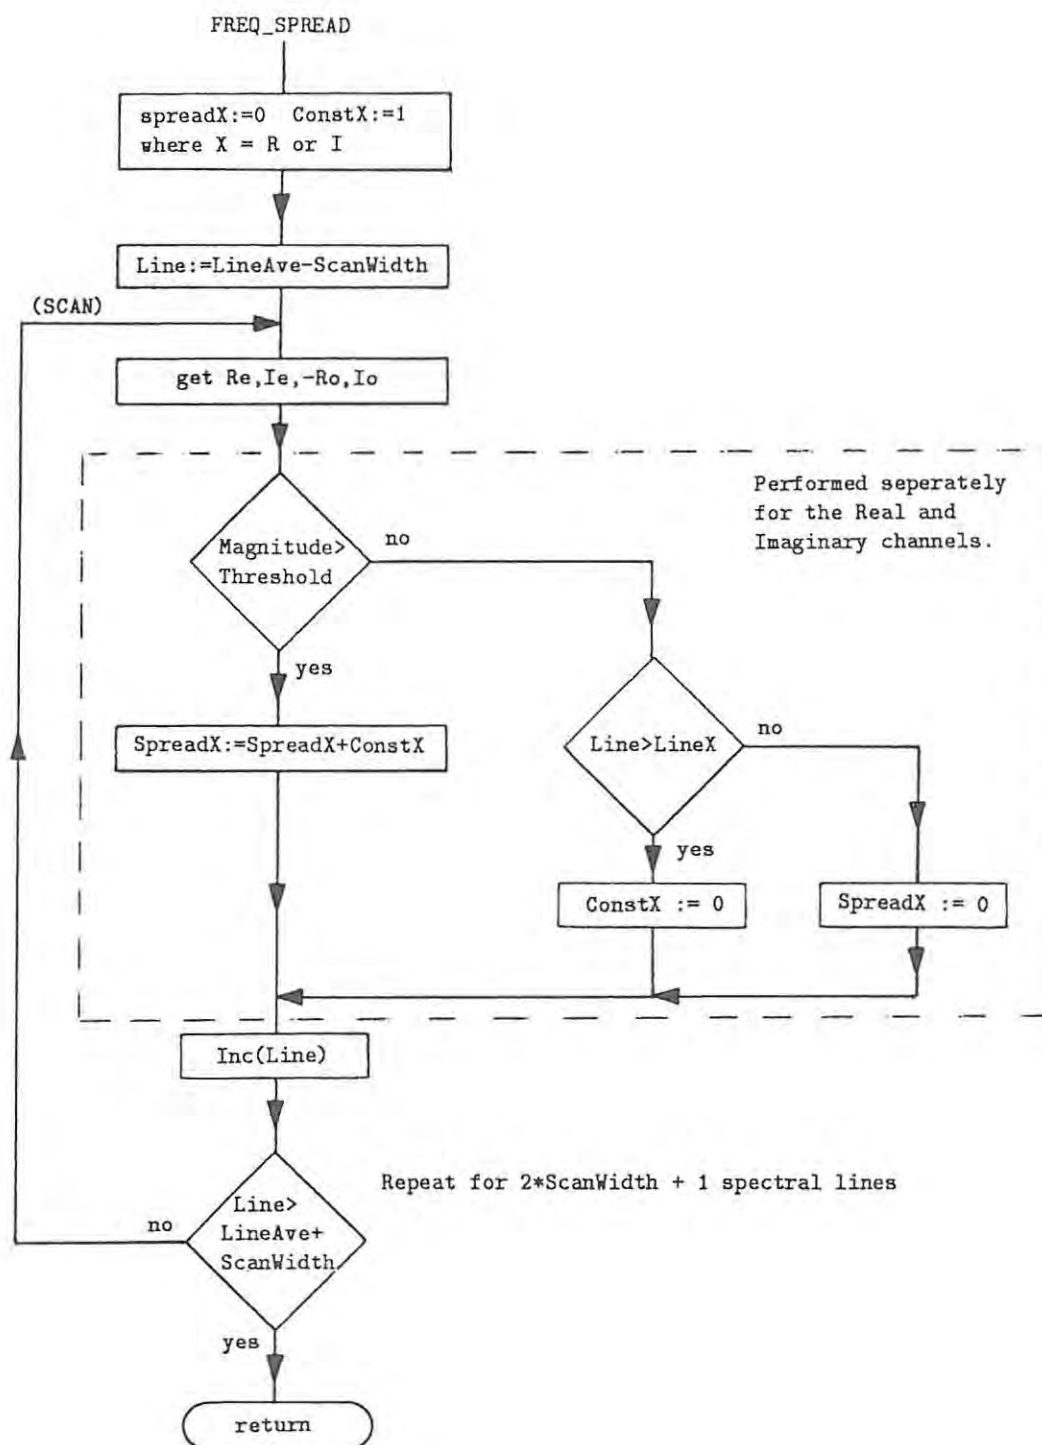 FREQ_SPREAD
spreadX:=0 ConstX:=1
where X = R or I
Line:=LineAve-ScanWidth
(SCAN)
get Re,Ie,-Ro,Io
Performed seperately
for the Real and
Imaginary channels.
Magnitude>
Threshold
no
yes
SpreadX:=SpreadX+ConstX
Line>LineX
no
yes
ConstX := 0
SpreadX := 0
Inc(Line)
Repeat for 2*ScanWidth + 1 spectral lines
Line>
LineAve+
ScanWidth
no
yes
return